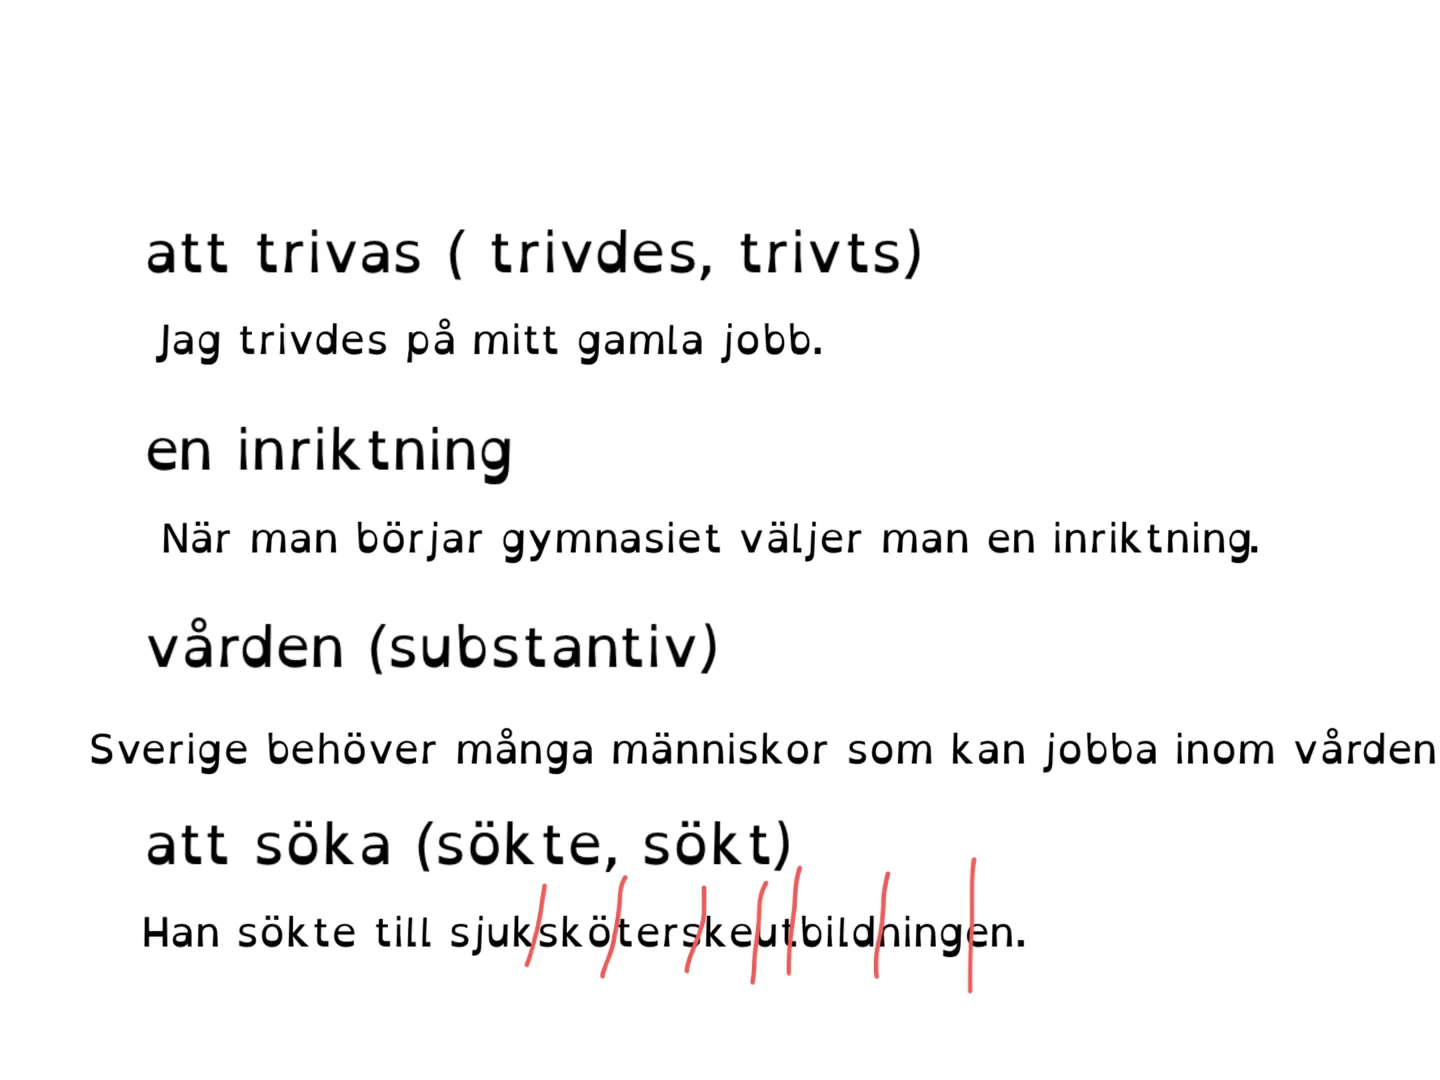 att trivas ( trivdes, trivts)
Jag trivdes på mitt gamla jobb.
en inriktning
När man börjar gymnasiet väljer man en inriktning.
vården (substantiv)
Sverige behöver många människor som kan jobba inom vården
att söka (sökte, sökt)
Han sökte till sjuksköterskeutbildningen.